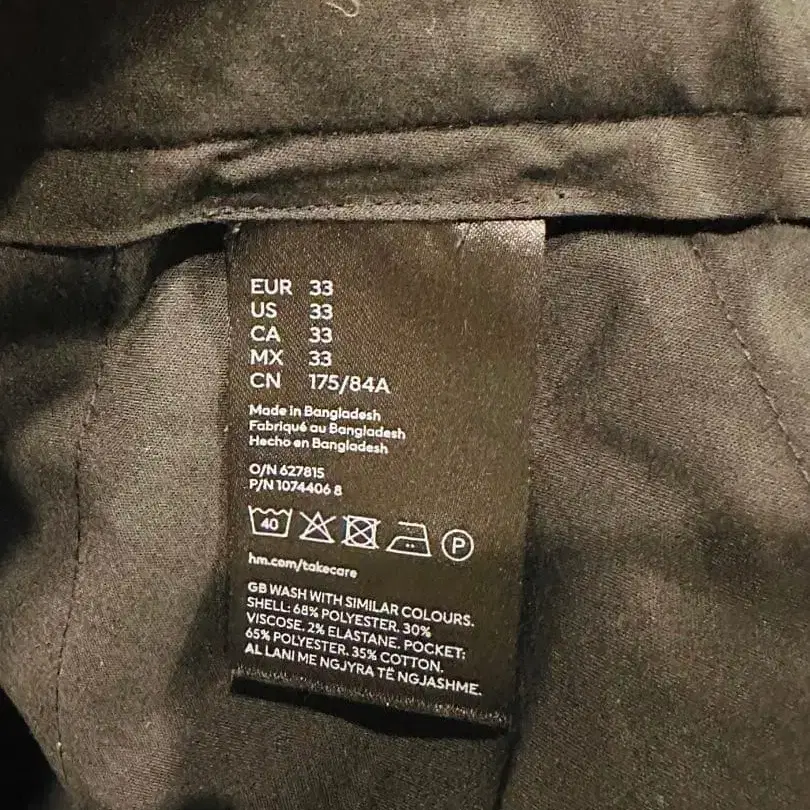 EUR 33
US 33
CA 33
MX 33
CN 175/84A
Made in Bangladesh
Fabriqué au Bangladesh
Hecho en Bangladesh
O/N 627815
P/N 1074406 8
40 P
hm.com/takecare
GB WASH WITH SIMILAR COLOURS.
SHELL: 68% POLYESTER. 30%
VISCOSE. 2% ELASTANE. POCKET:
65% POLYESTER. 35% COTTON.
AL LANI ME NGJYRA TË NGJASHME.